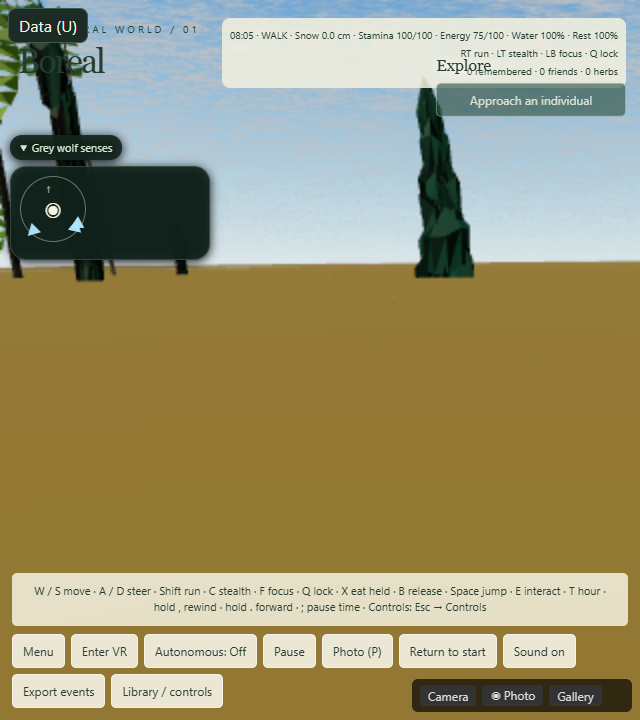 Data (U)
AL WORLD / 01
Boreal
08:05 · WALK · Snow 0.0 cm · Stamina 100/100 · Energy 75/100 · Water 100% · Rest 100%
RT run · LT stealth · LB focus · Q lock
Explore
0 remembered · 0 friends · 0 herbs
Approach an individual
▼ Grey wolf senses
↑
W / S move · A / D steer · Shift run · C stealth · F focus · Q lock · X eat held · B release · Space jump · E interact · T hour ·
hold , rewind · hold . forward · ; pause time · Controls: Esc → Controls
Menu
Enter VR
Autonomous: Off
Pause
Photo (P)
Return to start
Sound on
Export events
Library / controls
Camera
◉ Photo
Gallery